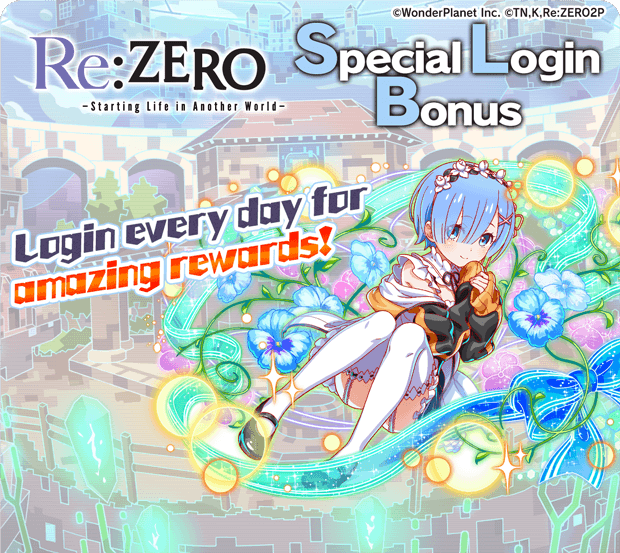 ©WonderPlanet Inc. ©TN,K,Re:ZERO2P
Re:ZERO
-Starting Life in Another World-
Special Login
Bonus
Login every day for
amazing rewards!